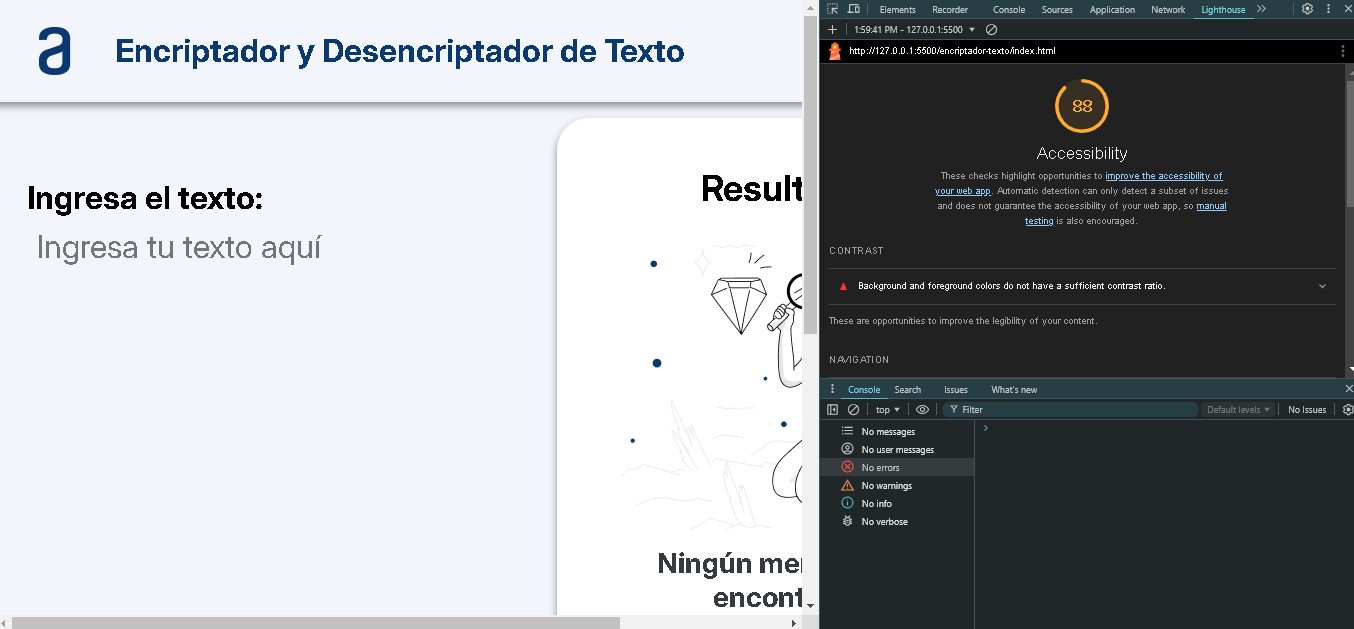 a
Encriptador y Desencriptador de Texto
Ingresa el texto:
Ingresa tu texto aquí
Result
Ningún me
encont
Elements Recorder Console Sources Application Network Lighthouse
1:59:41 PM - 127.0.0.1:5500
http://127.0.0.1:5500/encriptador-texto/index.html
88
Accessibility
These checks highlight opportunities to improve the accessibility of
your web app. Automatic detection can only detect a subset of issues
and does not guarantee the accessibility of your web app, so manual
testing is also encouraged.
CONTRAST
Background and foreground colors do not have a sufficient contrast ratio.
These are opportunities to improve the legibility of your content.
NAVIGATION
Console Search Issues What's new
top Filter Default levels No Issues
No messages
No user messages
No errors
No warnings
No info
No verbose